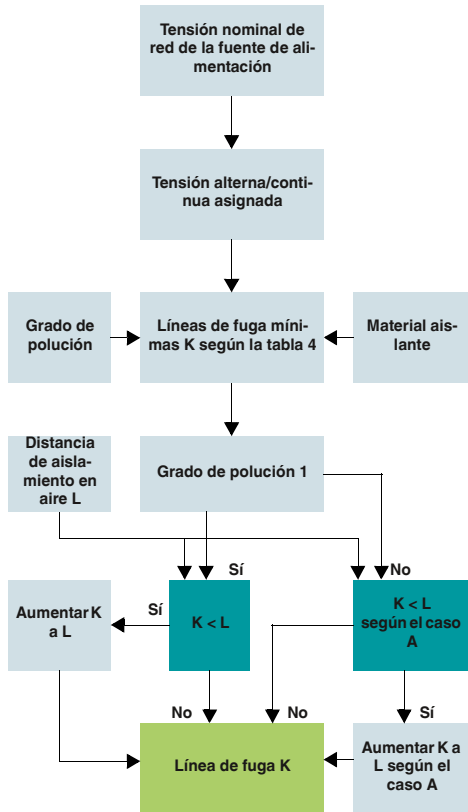 Tensión nominal de
red de la fuente de ali-
mentación
Tensión alterna/conti-
nua asignada
Grado de
polución
Líneas de fuga míni-
mas K según la tabla 4
Material ais-
lante
Distancia
de aisla-
miento en
aire L
Grado de polución 1
Sí
No
Aumentar K
a L
Sí
K < L
K < L
según el caso
A
No
No
Sí
Línea de fuga K
Aumentar K a
L según el
caso A